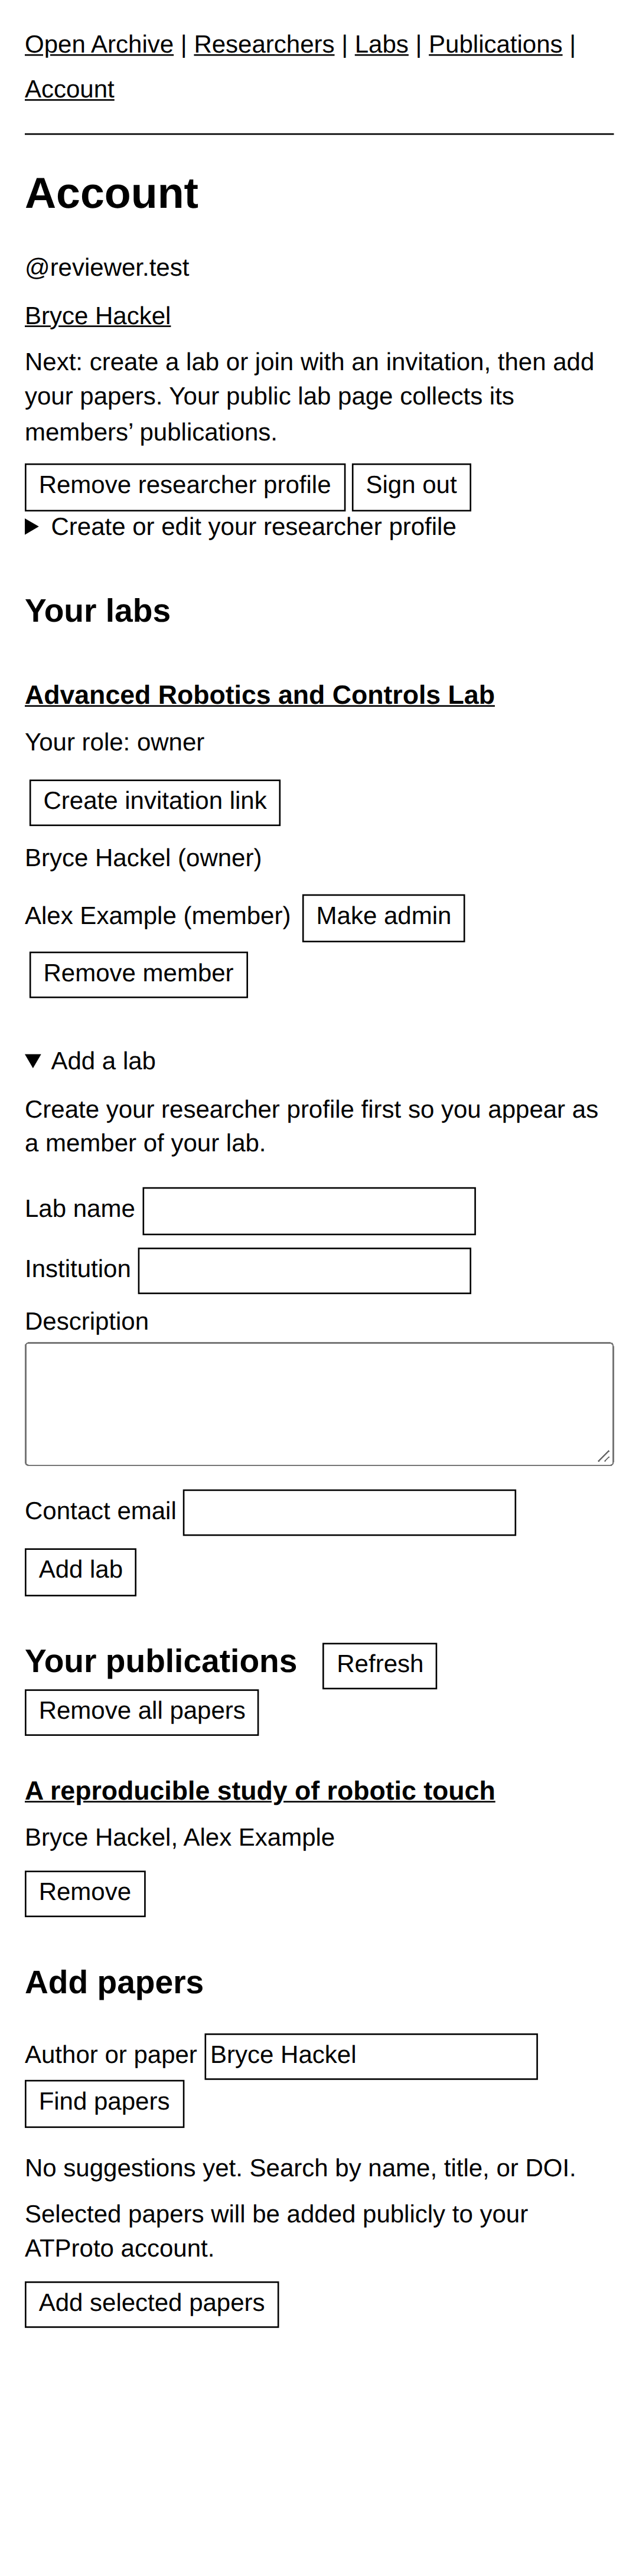 Open Archive | Researchers | Labs | Publications |
Account
Account
@reviewer.test
Bryce Hackel
Next: create a lab or join with an invitation, then add
your papers. Your public lab page collects its
members’ publications.
Remove researcher profile Sign out
Create or edit your researcher profile
Your labs
Advanced Robotics and Controls Lab
Your role: owner
Create invitation link
Bryce Hackel (owner)
Alex Example (member) Make admin
Remove member
Add a lab
Create your researcher profile first so you appear as
a member of your lab.
Lab name
Institution
Description
Contact email
Add lab
Your publications Refresh
Remove all papers
A reproducible study of robotic touch
Bryce Hackel, Alex Example
Remove
Add papers
Author or paper Bryce Hackel
Find papers
No suggestions yet. Search by name, title, or DOI.
Selected papers will be added publicly to your
ATProto account.
Add selected papers